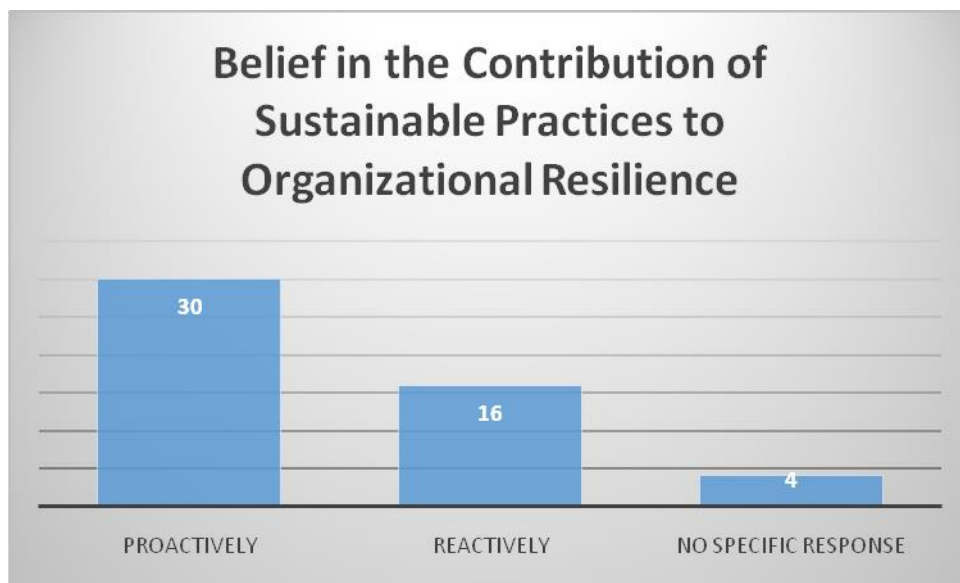 Belief in the Contribution of
Sustainable Practices to
Organizational Resilience
30
16
4
PROACTIVELY
REACTIVELY
NO SPECIFIC RESPONSE